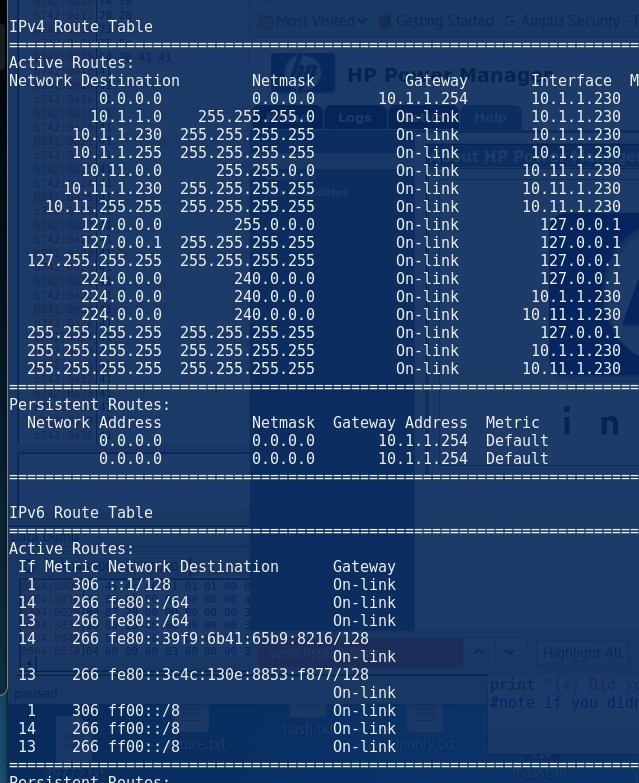 IPv4 Route Table
===========================================================================
Active Routes:
Network Destination        Netmask          Gateway       Interface  M
          0.0.0.0          0.0.0.0       10.1.1.254       10.1.1.230
         10.1.1.0    255.255.255.0         On-link        10.1.1.230
       10.1.1.230  255.255.255.255         On-link        10.1.1.230
       10.1.1.255  255.255.255.255         On-link        10.1.1.230
        10.11.0.0      255.255.0.0         On-link       10.11.1.230
      10.11.1.230  255.255.255.255         On-link       10.11.1.230
    10.11.255.255  255.255.255.255         On-link       10.11.1.230
        127.0.0.0        255.0.0.0         On-link         127.0.0.1
        127.0.0.1  255.255.255.255         On-link         127.0.0.1
  127.255.255.255  255.255.255.255         On-link         127.0.0.1
        224.0.0.0        240.0.0.0         On-link         127.0.0.1
        224.0.0.0        240.0.0.0         On-link        10.1.1.230
        224.0.0.0        240.0.0.0         On-link       10.11.1.230
  255.255.255.255  255.255.255.255         On-link         127.0.0.1
  255.255.255.255  255.255.255.255         On-link        10.1.1.230
  255.255.255.255  255.255.255.255         On-link       10.11.1.230
===========================================================================
Persistent Routes:
  Network Address          Netmask  Gateway Address  Metric
          0.0.0.0          0.0.0.0       10.1.1.254  Default
          0.0.0.0          0.0.0.0       10.1.1.254  Default
===========================================================================
IPv6 Route Table
===========================================================================
Active Routes:
 If Metric Network Destination      Gateway
  1    306 ::1/128                  On-link
 14    266 fe80::/64                On-link
 13    266 fe80::/64                On-link
 14    266 fe80::39f9:6b41:65b9:8216/128
                                    On-link
 13    266 fe80::3c4c:130e:8853:f877/128
                                    On-link
  1    306 ff00::/8                 On-link
 14    266 ff00::/8                 On-link
 13    266 ff00::/8                 On-link
===========================================================================
Persistent Routes:
Most Visited
Getting Started
Amplia Security - F
HP Power Manager
Logs
Help
Highlight All
print "[+] Did yo
#note if you didn
paused
hash.txt